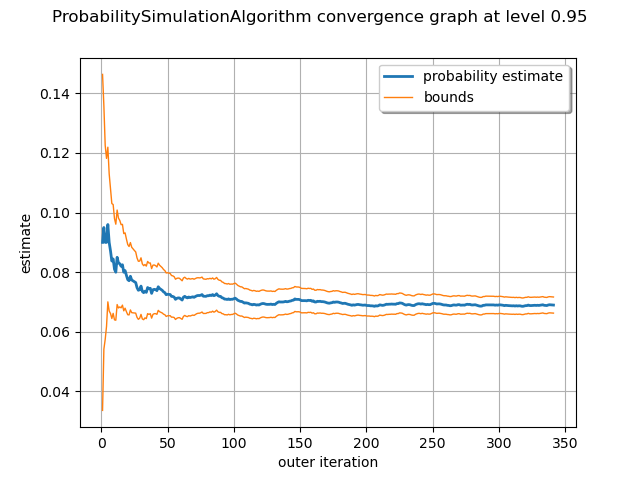 ProbabilitySimulationAlgorithm convergence graph at level 0.95
probability estimate
bounds
0.14
0.12
0.10
0.08
0.06
0.04
estimate
0 50 100 150 200 250 300 350
outer iteration